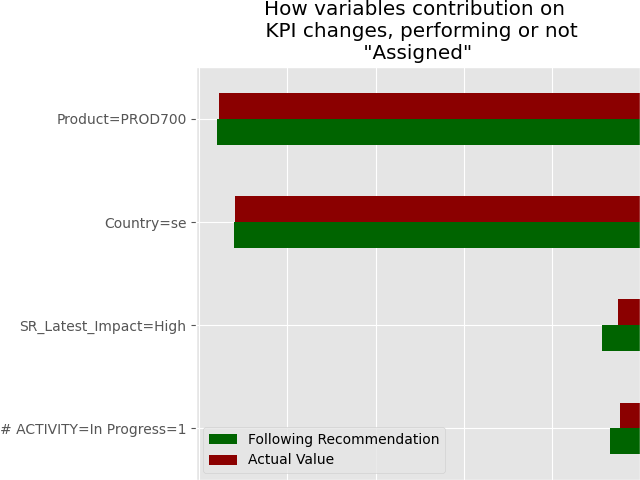 How variables contribution on
KPI changes, performing or not
"Assigned"
Product=PROD700
Country=se
SR_Latest_Impact=High
# ACTIVITY=In Progress=1
Following Recommendation
Actual Value